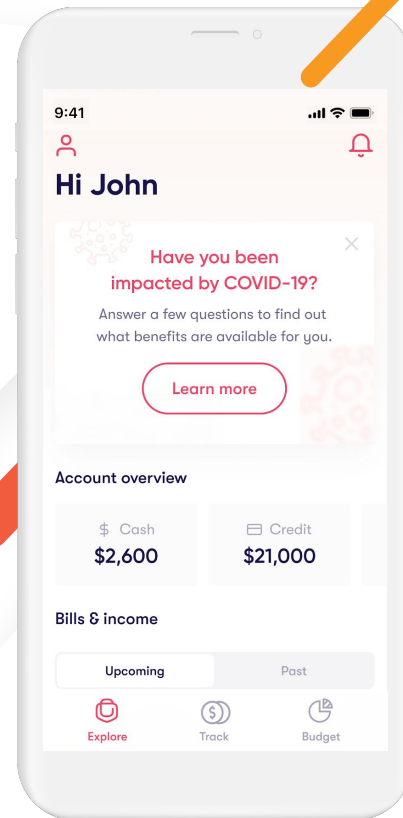 9:41
Hi John
Have you been
impacted by COVID-19?
Answer a few questions to find out
what benefits are available for you.
Learn more
Account overview
$ Cash
$2,600
Credit
$21,000
Bills & income
Upcoming
Past
Explore
Track
Budget